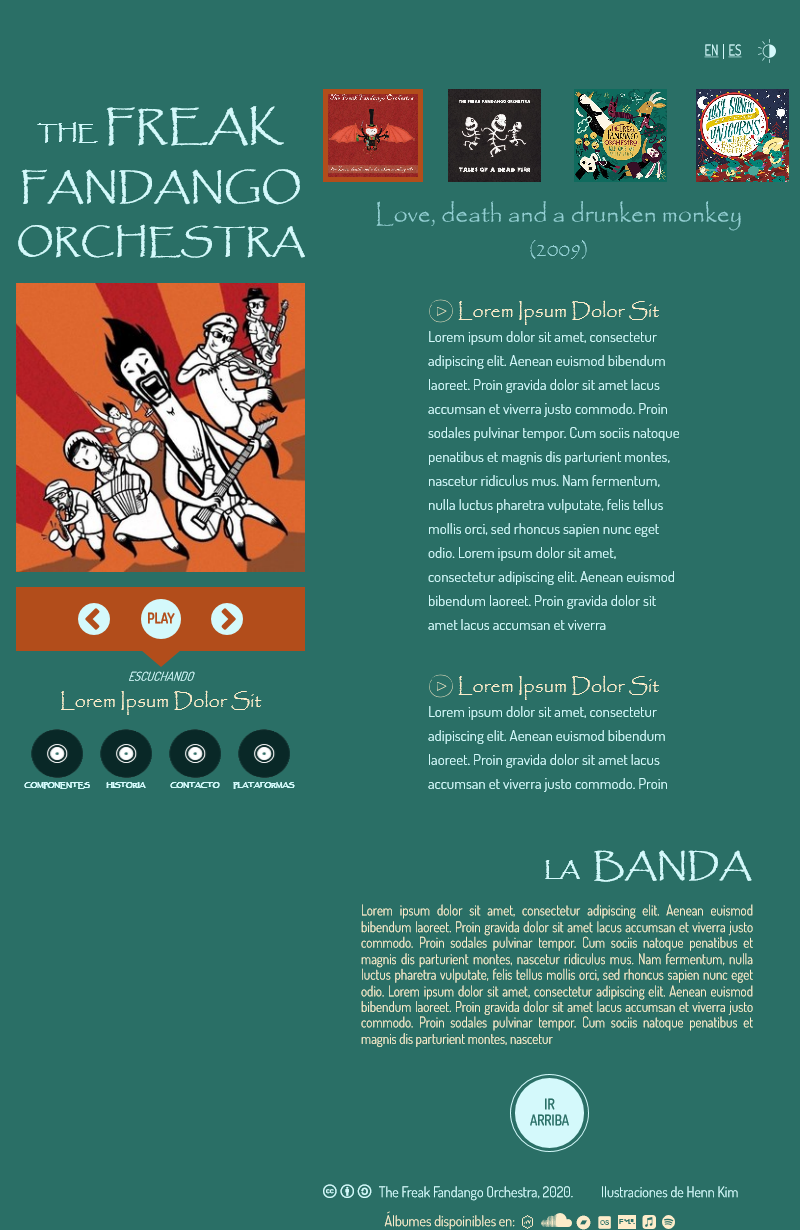 EN | ES
THE FREAK
FANDANGO
ORCHESTRA
The Freak Fandango Orchestra
THE FREAK FANDANGO ORCHESTRA
TALES OF A DEAD FISH
THE FREAK
FANDANGO
ORCHESTRA
LOVE, SONGS
UNICORNS
Love, death and a drunken monkey
(2009)
PLAY
ESCUCHANDO
Lorem Ipsum Dolor Sit
COMPONENTES HISTORIA CONTACTO PLATAFORMAS
Lorem Ipsum Dolor Sit
Lorem ipsum dolor sit amet, consectetur
adipiscing elit. Aenean euismod bibendum
laoreet. Proin gravida dolor sit amet lacus
accumsan et viverra justo commodo. Proin
sodales pulvinar tempor. Cum sociis natoque
penatibus et magnis dis parturient montes,
nascetur ridiculus mus. Nam fermentum,
nulla luctus pharetra vulputate, felis tellus
mollis orci, sed rhoncus sapien nunc eget
odio. Lorem ipsum dolor sit amet,
consectetur adipiscing elit. Aenean euismod
bibendum laoreet. Proin gravida dolor sit
amet lacus accumsan et viverra
Lorem Ipsum Dolor Sit
Lorem ipsum dolor sit amet, consectetur
adipiscing elit. Aenean euismod bibendum
laoreet. Proin gravida dolor sit amet lacus
accumsan et viverra justo commodo. Proin
LA BANDA
Lorem ipsum dolor sit amet, consectetur adipiscing elit. Aenean euismod
bibendum laoreet. Proin gravida dolor sit amet lacus accumsan et viverra justo
commodo. Proin sodales pulvinar tempor. Cum sociis natoque penatibus et
magnis dis parturient montes, nascetur ridiculus mus. Nam fermentum, nulla
luctus pharetra vulputate, felis tellus mollis orci, sed rhoncus sapien nunc eget
odio. Lorem ipsum dolor sit amet, consectetur adipiscing elit. Aenean euismod
bibendum laoreet. Proin gravida dolor sit amet lacus accumsan et viverra justo
commodo. Proin sodales pulvinar tempor. Cum sociis natoque penatibus et
magnis dis parturient montes, nascetur
IR
ARRIBA
The Freak Fandango Orchestra, 2020. Ilustraciones de Henn Kim
Álbumes dispoinibles en: